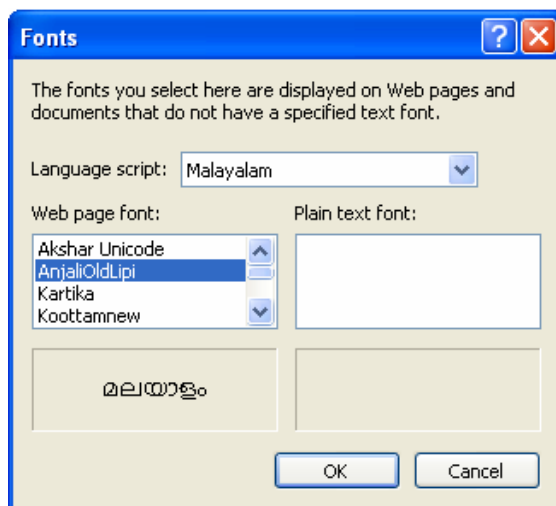 Fonts
The fonts you select here are displayed on Web pages and
documents that do not have a specified text font.
Language script: Malayalam
Web page font: Plain text font:
Akshar Unicode
AnjaliOldLipi
Kartika
Koottamnew
മലയാളം
OK Cancel